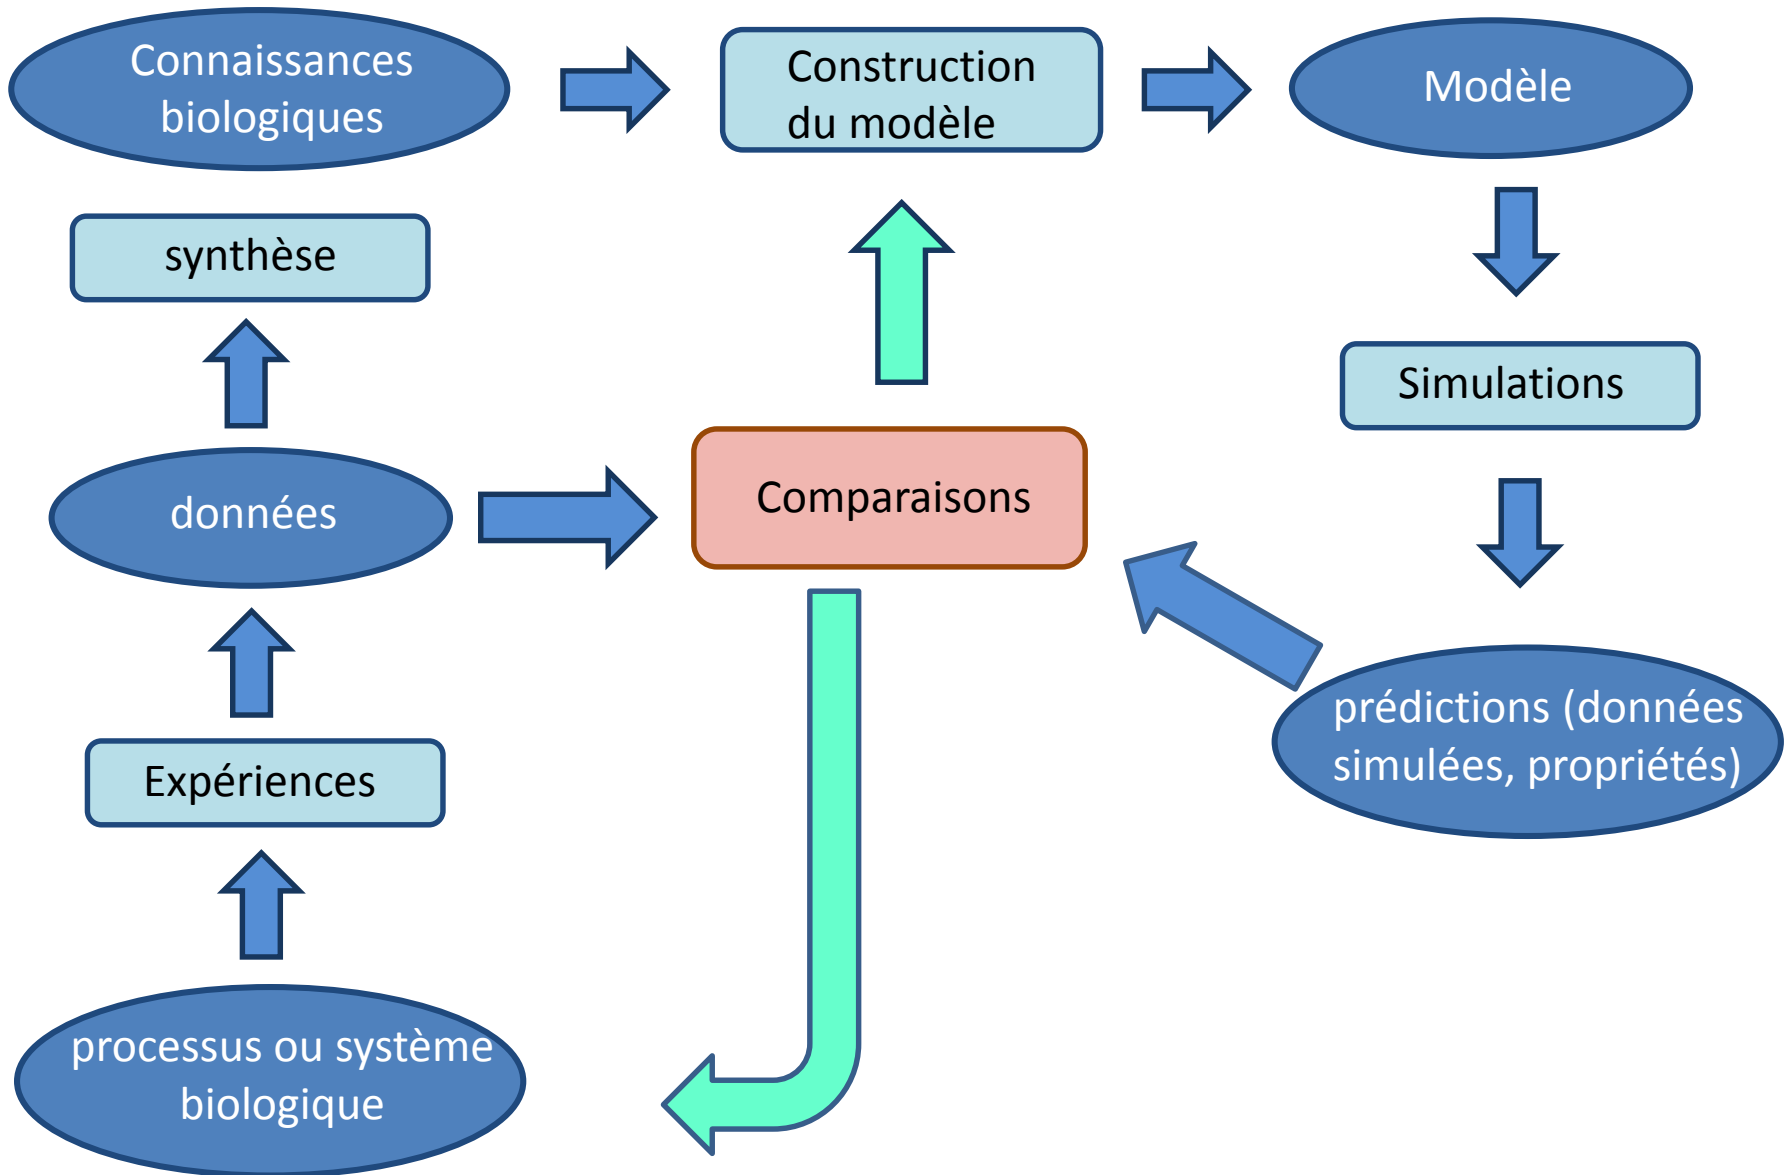 Connaissances
biologiques
Construction
du modèle
Modèle
synthèse
Simulations
données
Comparaisons
prédictions (données
simulées, propriétés)
Expériences
processus ou système
biologique